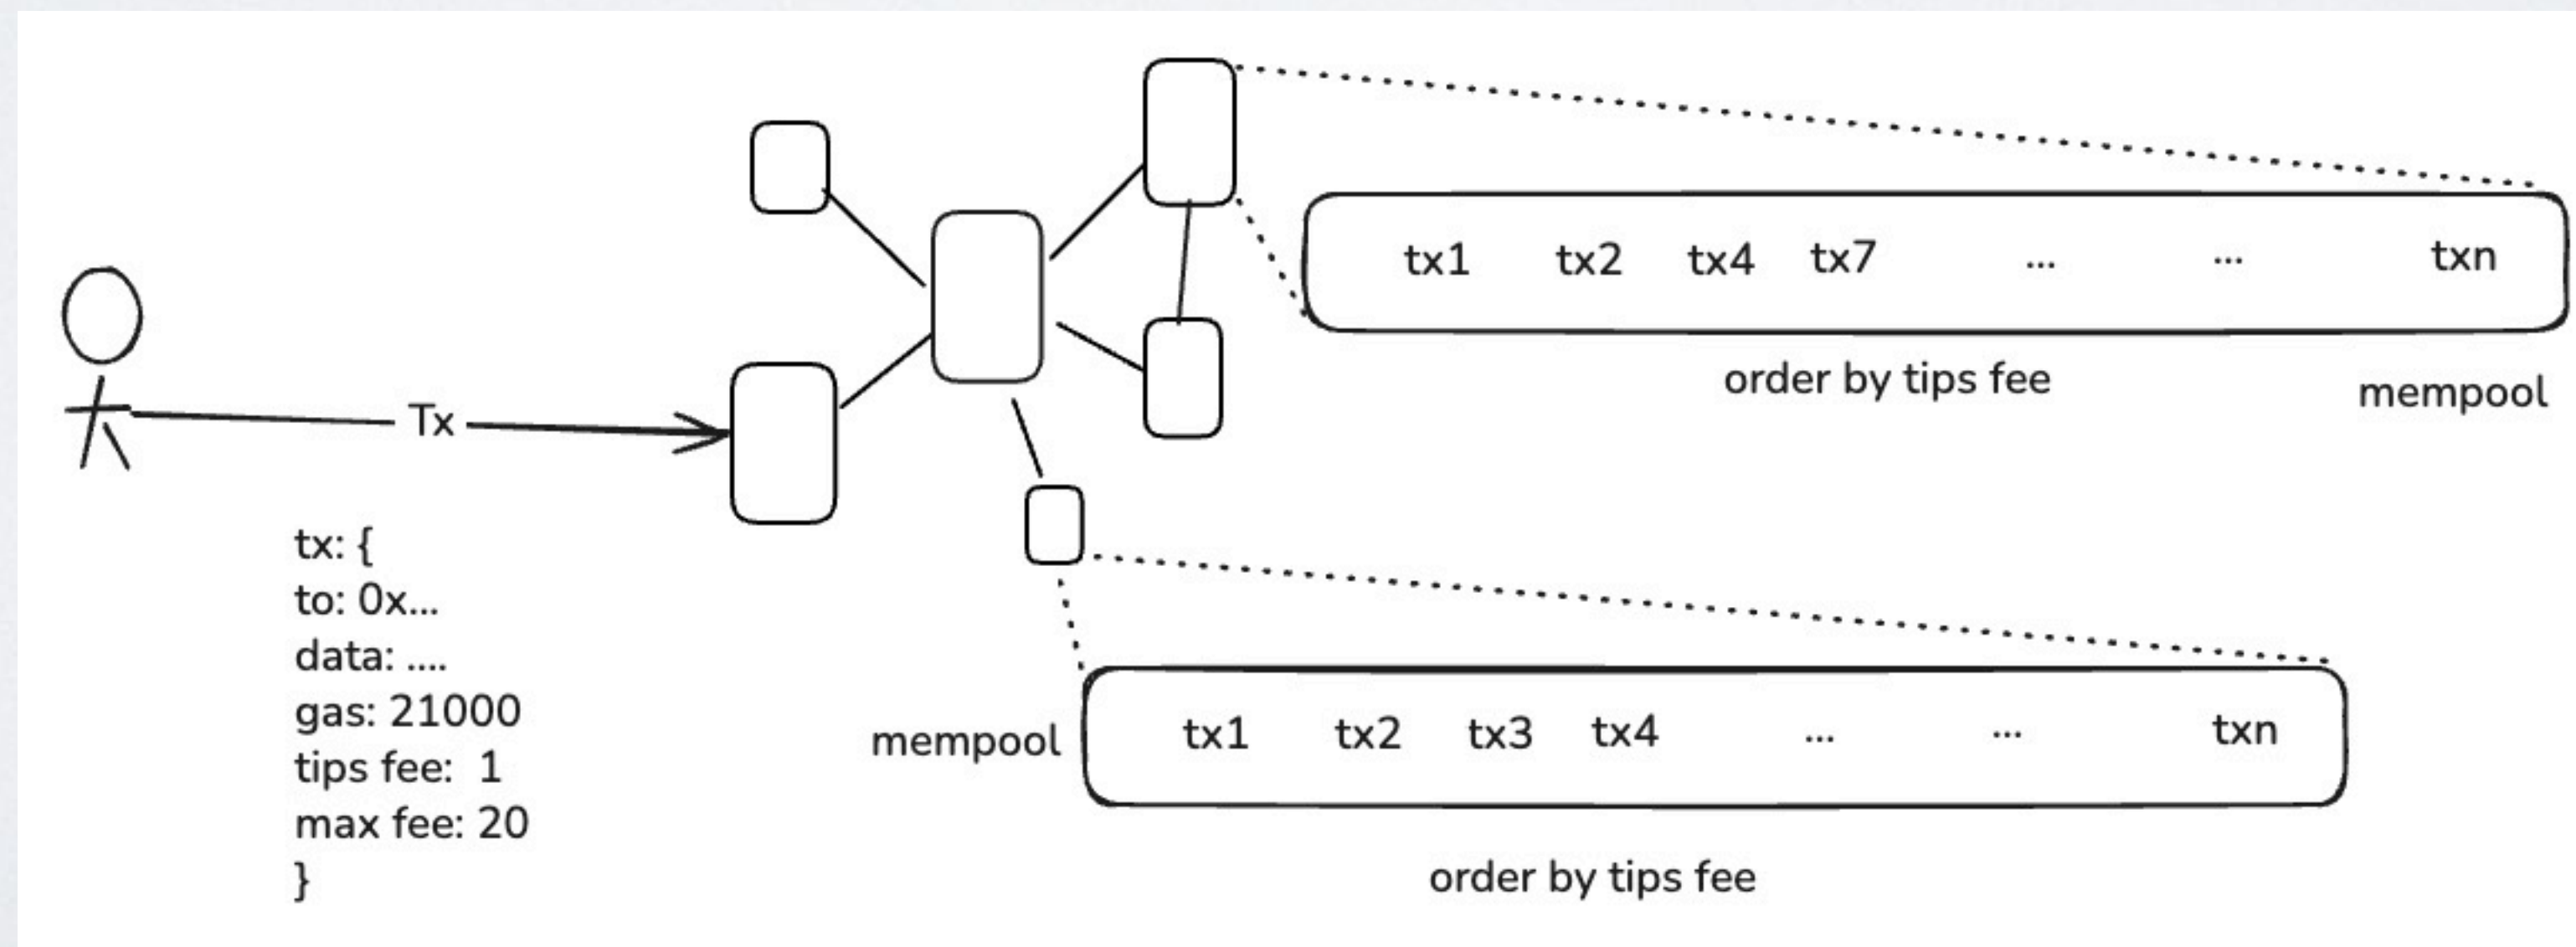 tx1 tx2 tx4 tx7 ... ... txn
order by tips fee
mempool
Tx
tx: {
to: 0x...
data: ....
gas: 21000
tips fee: 1
max fee: 20
}
mempool
tx1 tx2 tx3 tx4 ... ... txn
order by tips fee